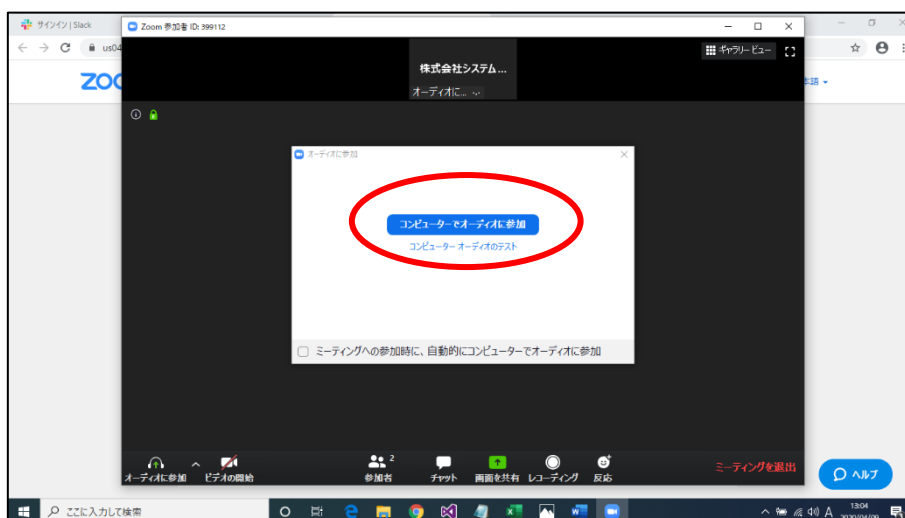 サインイン | Slack
Zoom 参加者 ID: 399112
us04
ZOO
ギャラリービュー
株式会社システム...
オーディオに...
本語
オーディオに参加
コンピューターでオーディオに参加
コンピューター オーディオのテスト
ミーティングへの参加時に、自動的にコンピューターでオーディオに参加
オーディオに参加
ビデオの開始
2
参加者
チャット
画面を共有
レコーディング
反応
ミーティングを退出
ヘルプ
ここに入力して検索
A
13:04
2020/04/09